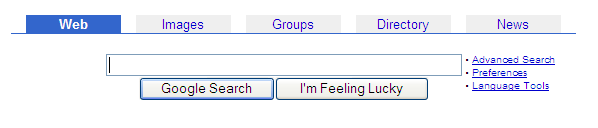 Web Images Groups Directory News
• Advanced Search
• Preferences
• Language Tools
Google Search I'm Feeling Lucky